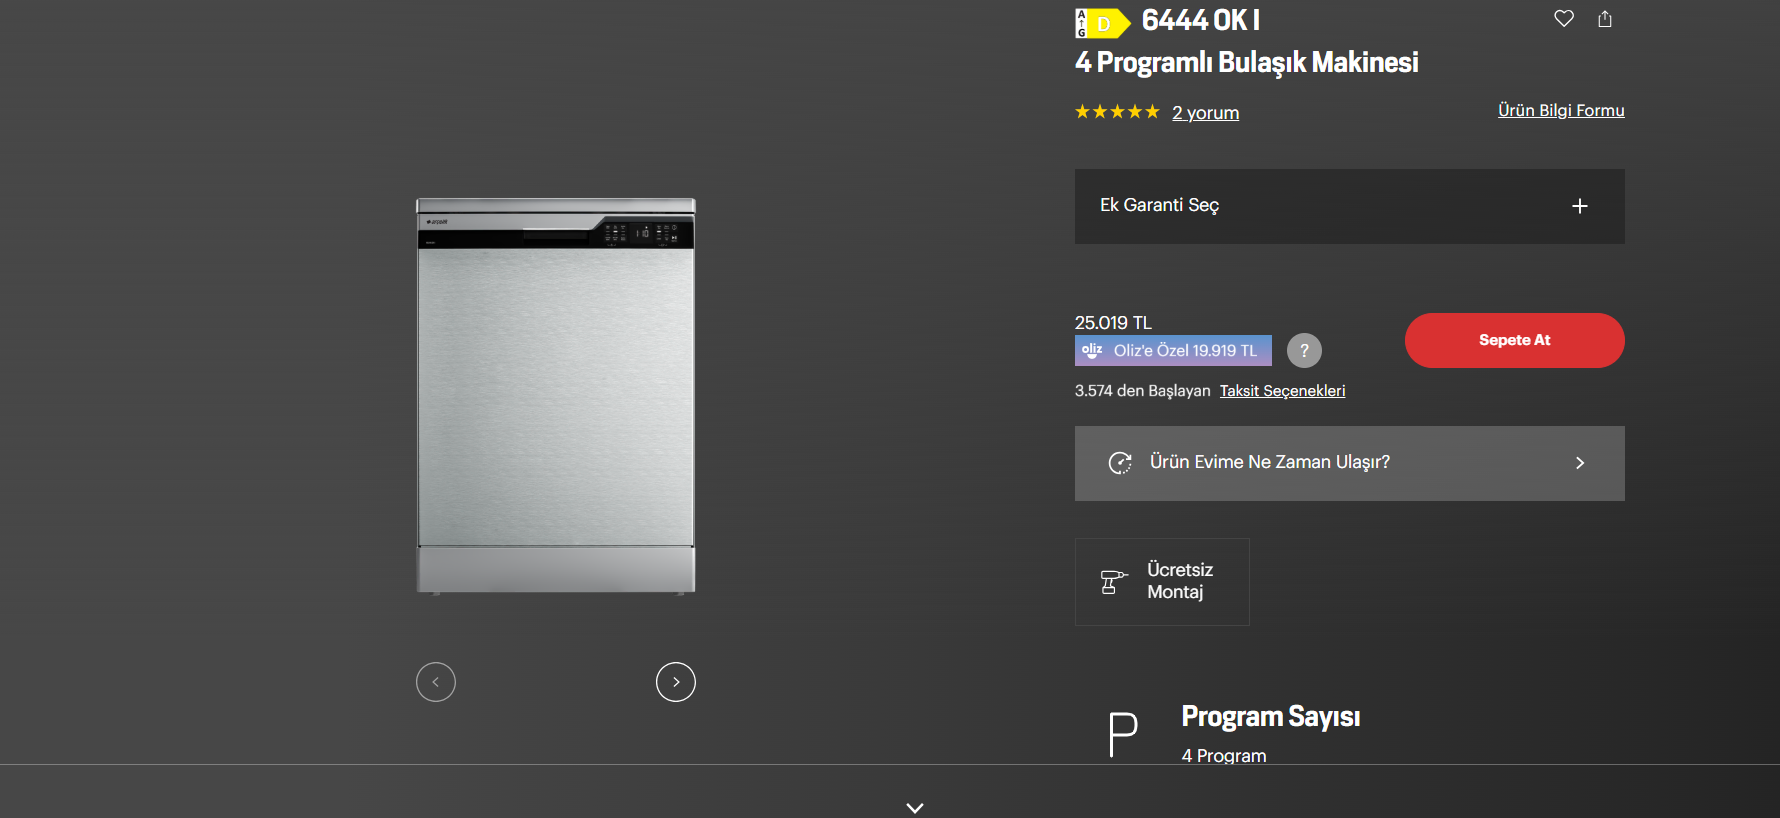 A
G
D
6444 OK I
4 Programlı Bulaşık Makinesi
2 yorum
Ürün Bilgi Formu
Ek Garanti Seç
25.019 TL
oliz Oliz'e Özel 19.919 TL
?
Sepete At
3.574 den Başlayan Taksit Seçenekleri
Ürün Evime Ne Zaman Ulaşır?
Ücretsiz
Montaj
P
Program Sayısı
4 Program
arçelik